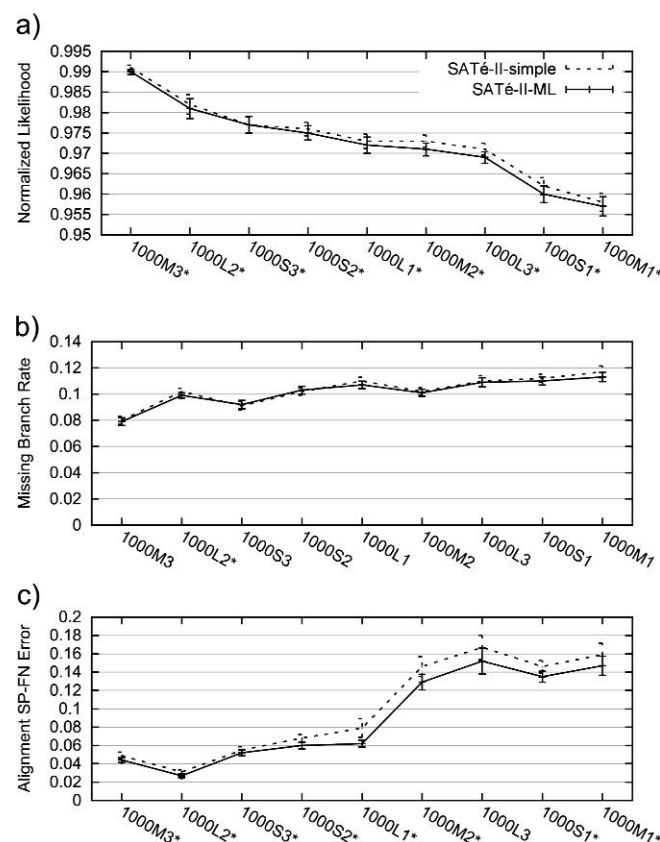 a)
0.995
0.99
0.985
0.98
0.975
0.97
0.965
0.96
0.955
0.95
Normalized Likelihood
SATé-II-simple
SATé-II-ML
1000M3* 1000L2* 1000S3* 1000S2* 1000L1* 1000M2* 1000L3* 1000S1* 1000M1*
b)
0.14
0.12
0.1
0.08
0.06
0.04
0.02
0
Missing Branch Rate
1000M3 1000L2* 1000S3 1000S2 1000L1 1000M2 1000L3 1000S1 1000M1
c)
0.2
0.18
0.16
0.14
0.12
0.1
0.08
0.06
0.04
0.02
0
Alignment SP-FN Error
1000M3* 1000L2* 1000S3* 1000S2* 1000L1* 1000M2* 1000L3 1000S1* 1000M1*